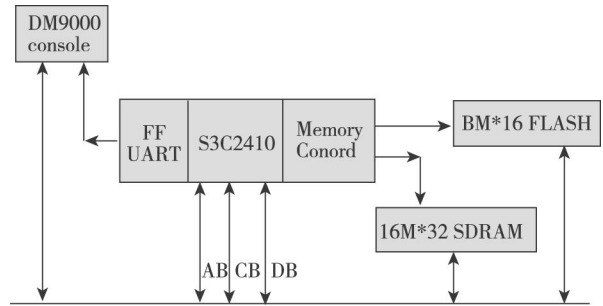 DM9000
console
FF
UART
S3C2410
Memory
Conord
BM*16 FLASH
16M*32 SDRAM
AB CB DB